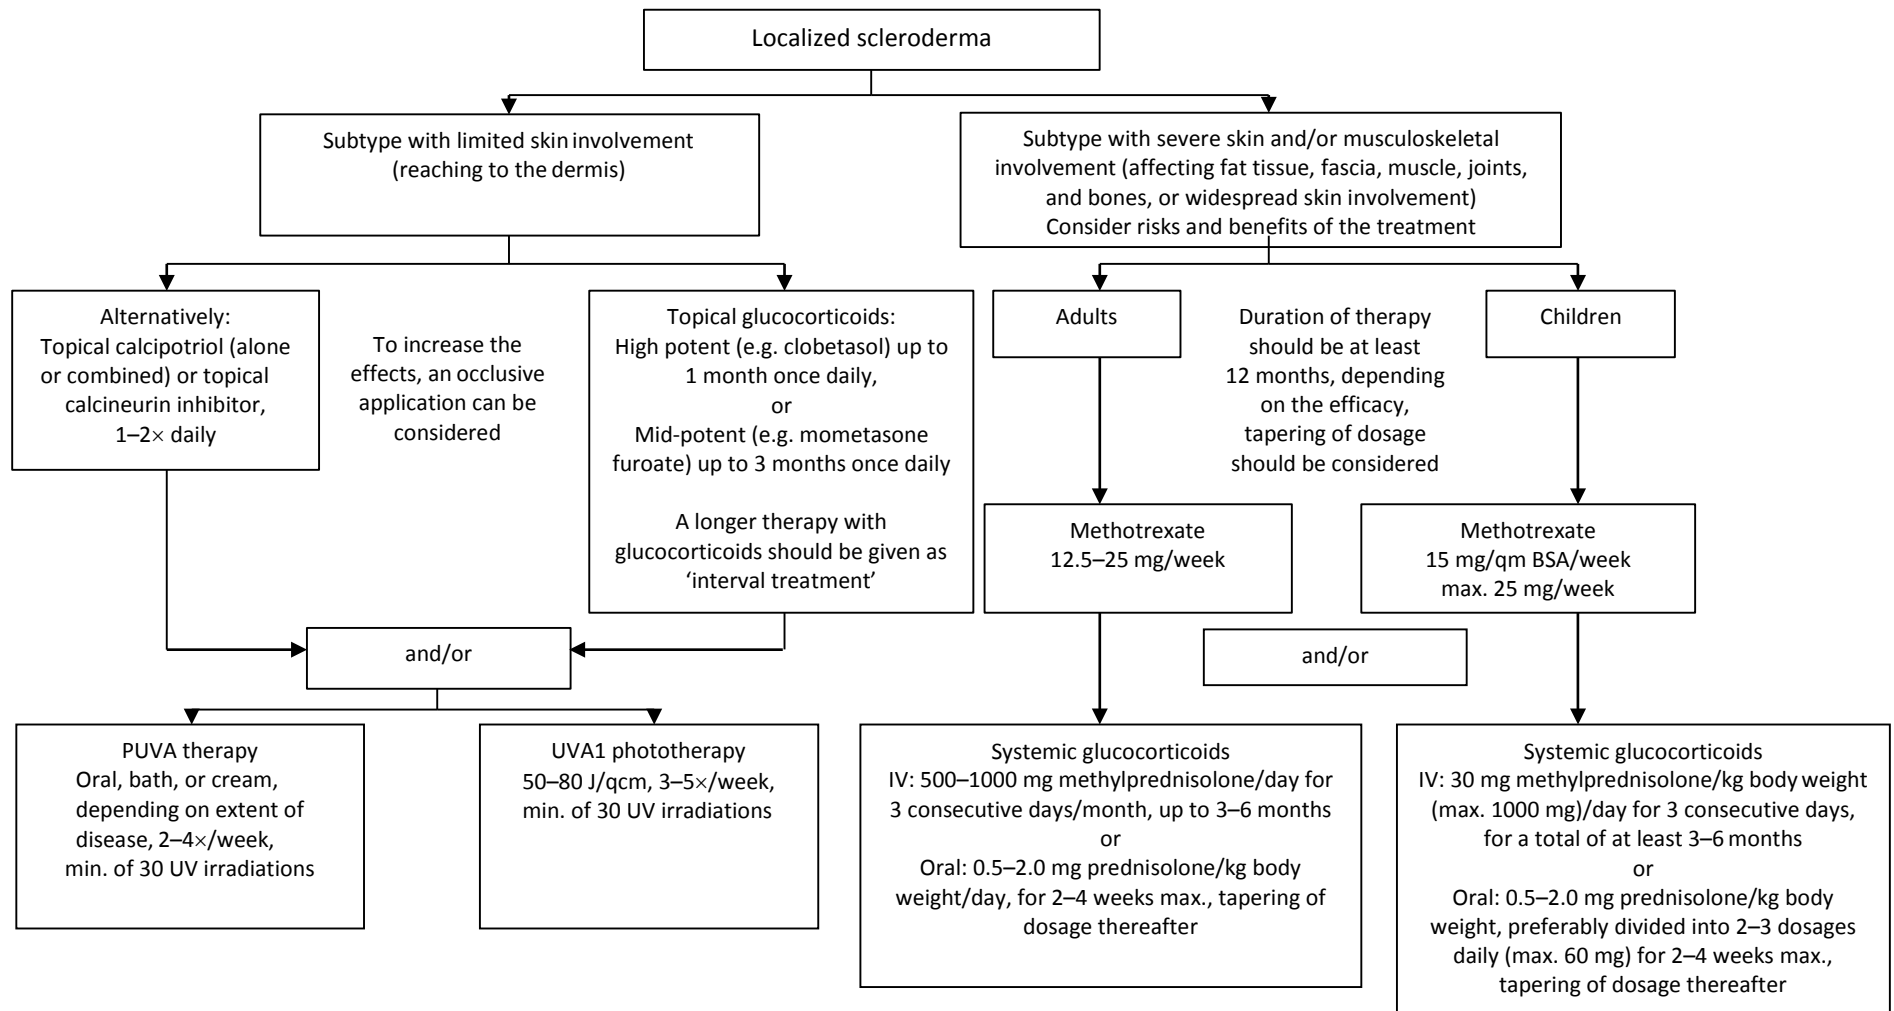 Localized scleroderma
Subtype with limited skin involvement
(reaching to the dermis)
Subtype with severe skin and/or musculoskeletal
involvement (affecting fat tissue, fascia, muscle, joints,
and bones, or widespread skin involvement)
Consider risks and benefits of the treatment
Alternatively:
Topical calcipotriol (alone
or combined) or topical
calcineurin inhibitor,
1–2× daily
To increase the
effects, an occlusive
application can be
considered
Topical glucocorticoids:
High potent (e.g. clobetasol) up to
1 month once daily,
or
Mid-potent (e.g. mometasone
furoate) up to 3 months once daily
A longer therapy with
glucocorticoids should be given as
‘interval treatment’
Adults
Duration of therapy
should be at least
12 months, depending
on the efficacy,
tapering of dosage
should be considered
Children
Methotrexate
12.5–25 mg/week
Methotrexate
15 mg/qm BSA/week
max. 25 mg/week
and/or
and/or
PUVA therapy
Oral, bath, or cream,
depending on extent of
disease, 2–4×/week,
min. of 30 UV irradiations
UVA1 phototherapy
50–80 J/qcm, 3–5×/week,
min. of 30 UV irradiations
Systemic glucocorticoids
IV: 500–1000 mg methylprednisolone/day for
3 consecutive days/month, up to 3–6 months
or
Oral: 0.5–2.0 mg prednisolone/kg body
weight/day, for 2–4 weeks max., tapering of
dosage thereafter
Systemic glucocorticoids
IV: 30 mg methylprednisolone/kg body weight
(max. 1000 mg)/day for 3 consecutive days,
for a total of at least 3–6 months
or
Oral: 0.5–2.0 mg prednisolone/kg body
weight, preferably divided into 2–3 dosages
daily (max. 60 mg) for 2–4 weeks max.,
tapering of dosage thereafter